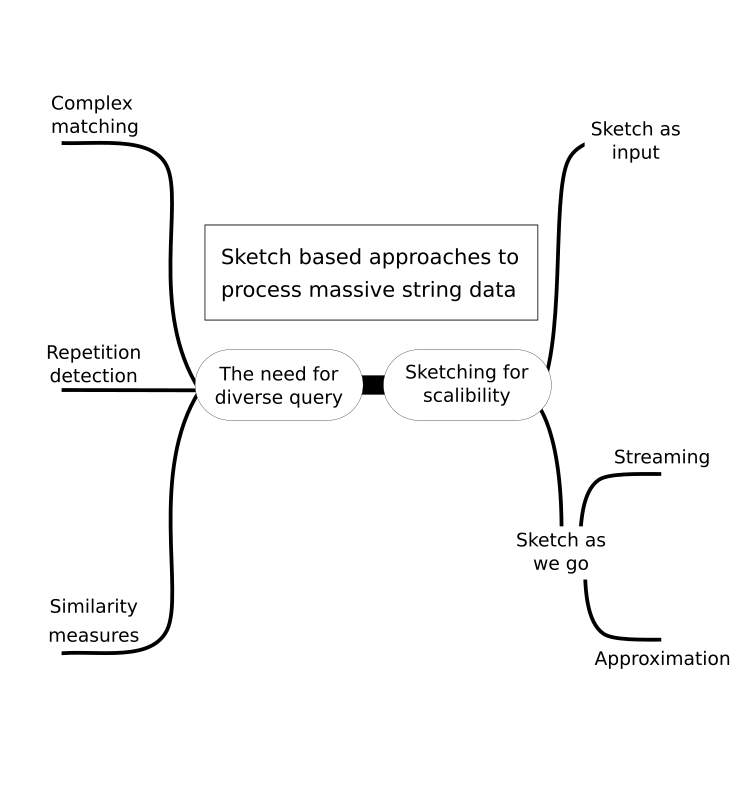 Complex
matching
Sketch as
input
Sketch based approaches to
process massive string data
Repetition
detection
The need for
diverse query
Sketching for
scalibility
Streaming
Sketch as
we go
Similarity
measures
Approximation